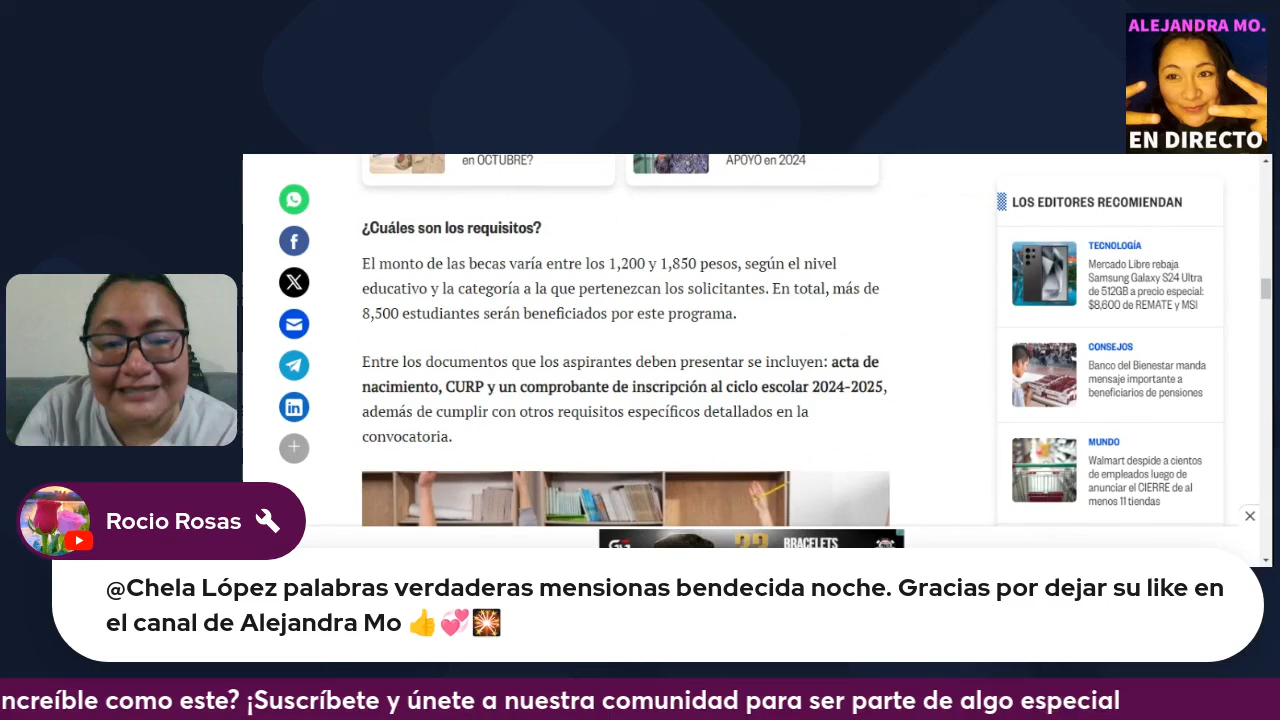 ALEJANDRA MO.
EN DIRECTO
en OCTUBRE?
APOYO en 2024
¿Cuáles son los requisitos?
El monto de las becas varía entre los 1,200 y 1,850 pesos, según el nivel
educativo y la categoría a la que pertenezcan los solicitantes. En total, más de
8,500 estudiantes serán beneficiados por este programa.
Entre los documentos que los aspirantes deben presentar se incluyen: acta de
nacimiento, CURP y un comprobante de inscripción al ciclo escolar 2024-2025,
además de cumplir con otros requisitos específicos detallados en la
convocatoria.
LOS EDITORES RECOMIENDAN
TECNOLOGÍA
Mercado Libre rebaja
Samsung Galaxy S24 Ultra
de 512GB a precio especial:
$8,600 de REMATE y MSI
CONSEJOS
Banco del Bienestar manda
mensaje importante a
beneficiarios de pensiones
MUNDO
Walmart despide a cientos
de empleados luego de
anunciar el CIERRE de al
menos 11 tiendas
BRACELETS
Rocio Rosas
@Chela López palabras verdaderas mensionas bendecida noche. Gracias por dejar su like en
el canal de Alejandra Mo 👍💞🎇
ncreíble como este? ¡Suscríbete y únete a nuestra comunidad para ser parte de algo especial